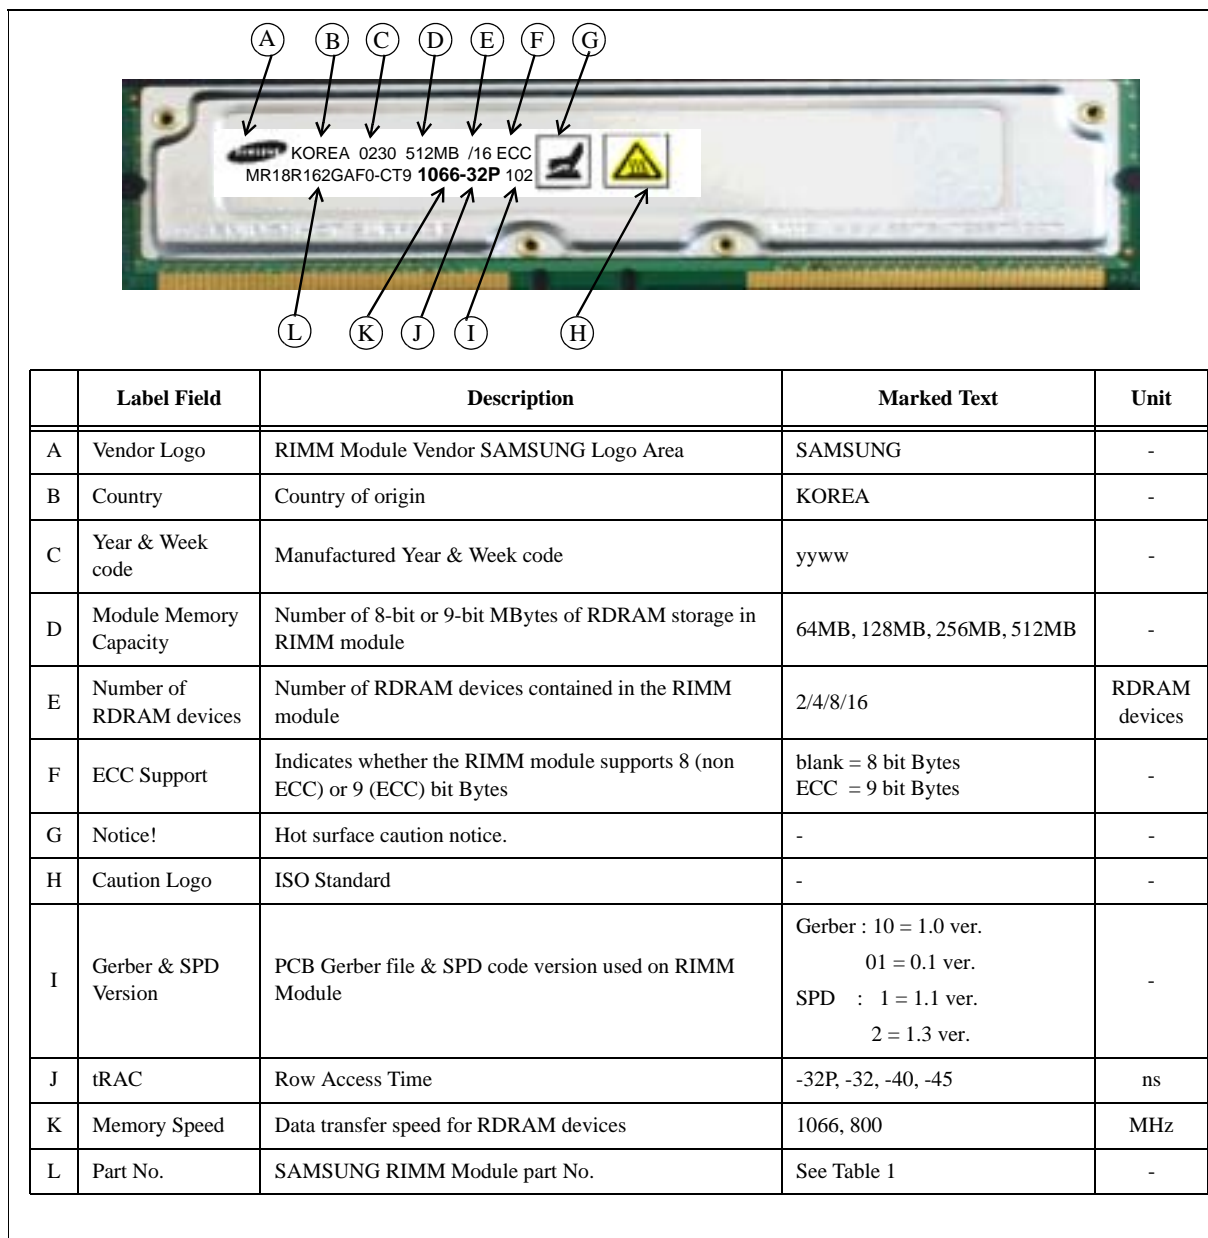 A B C D E F G
SAMSUNG KOREA 0230 512MB /16 ECC
MR18R162GAF0-CT9 1066-32P 102
L K J I H
Label Field Description Marked Text Unit
A Vendor Logo RIMM Module Vendor SAMSUNG Logo Area SAMSUNG -
B Country Country of origin KOREA -
C Year & Week code Manufactured Year & Week code yyww -
D Module Memory Capacity Number of 8-bit or 9-bit MBytes of RDRAM storage in RIMM module 64MB, 128MB, 256MB, 512MB -
E Number of RDRAM devices Number of RDRAM devices contained in the RIMM module 2/4/8/16 RDRAM devices
F ECC Support Indicates whether the RIMM module supports 8 (non ECC) or 9 (ECC) bit Bytes blank = 8 bit Bytes ECC = 9 bit Bytes -
G Notice! Hot surface caution notice. - -
H Caution Logo ISO Standard - -
I Gerber & SPD Version PCB Gerber file & SPD code version used on RIMM Module Gerber : 10 = 1.0 ver. 01 = 0.1 ver. SPD : 1 = 1.1 ver. 2 = 1.3 ver. -
J tRAC Row Access Time -32P, -32, -40, -45 ns
K Memory Speed Data transfer speed for RDRAM devices 1066, 800 MHz
L Part No. SAMSUNG RIMM Module part No. See Table 1 -